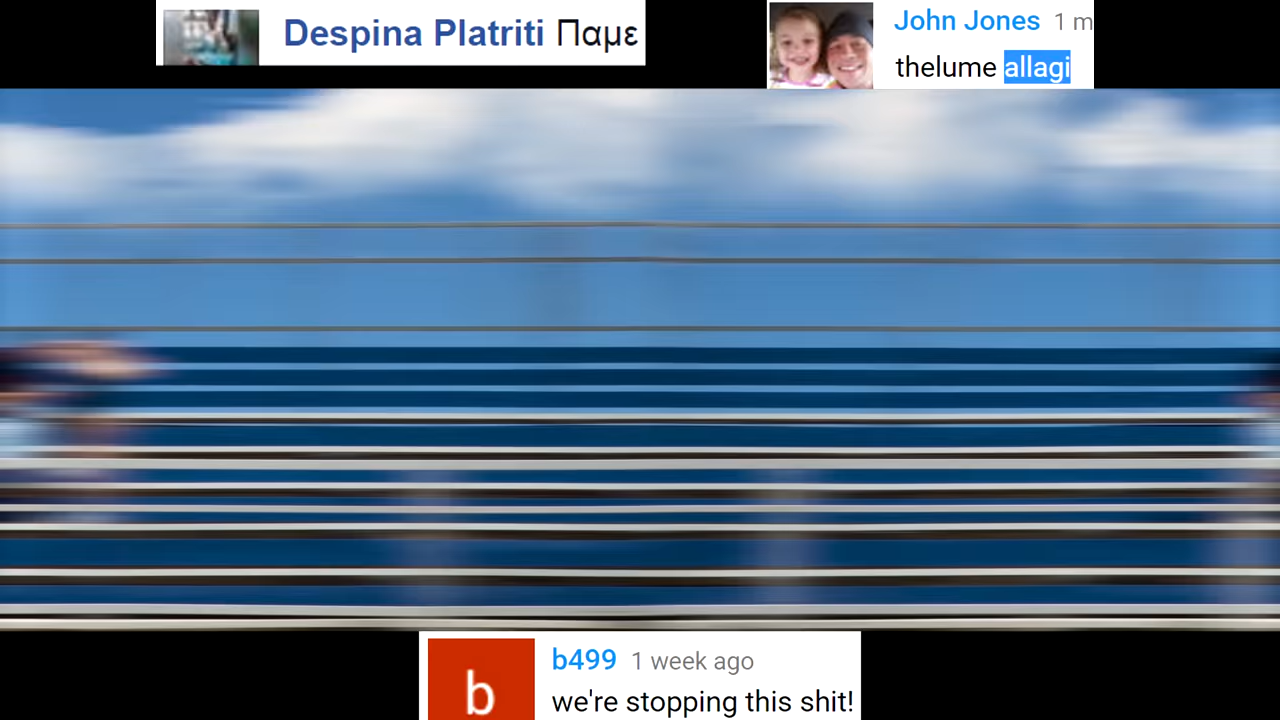 Despina Platriti Παμε
John Jones 1 m
thelume allagi
b
b499 1 week ago
we're stopping this shit!